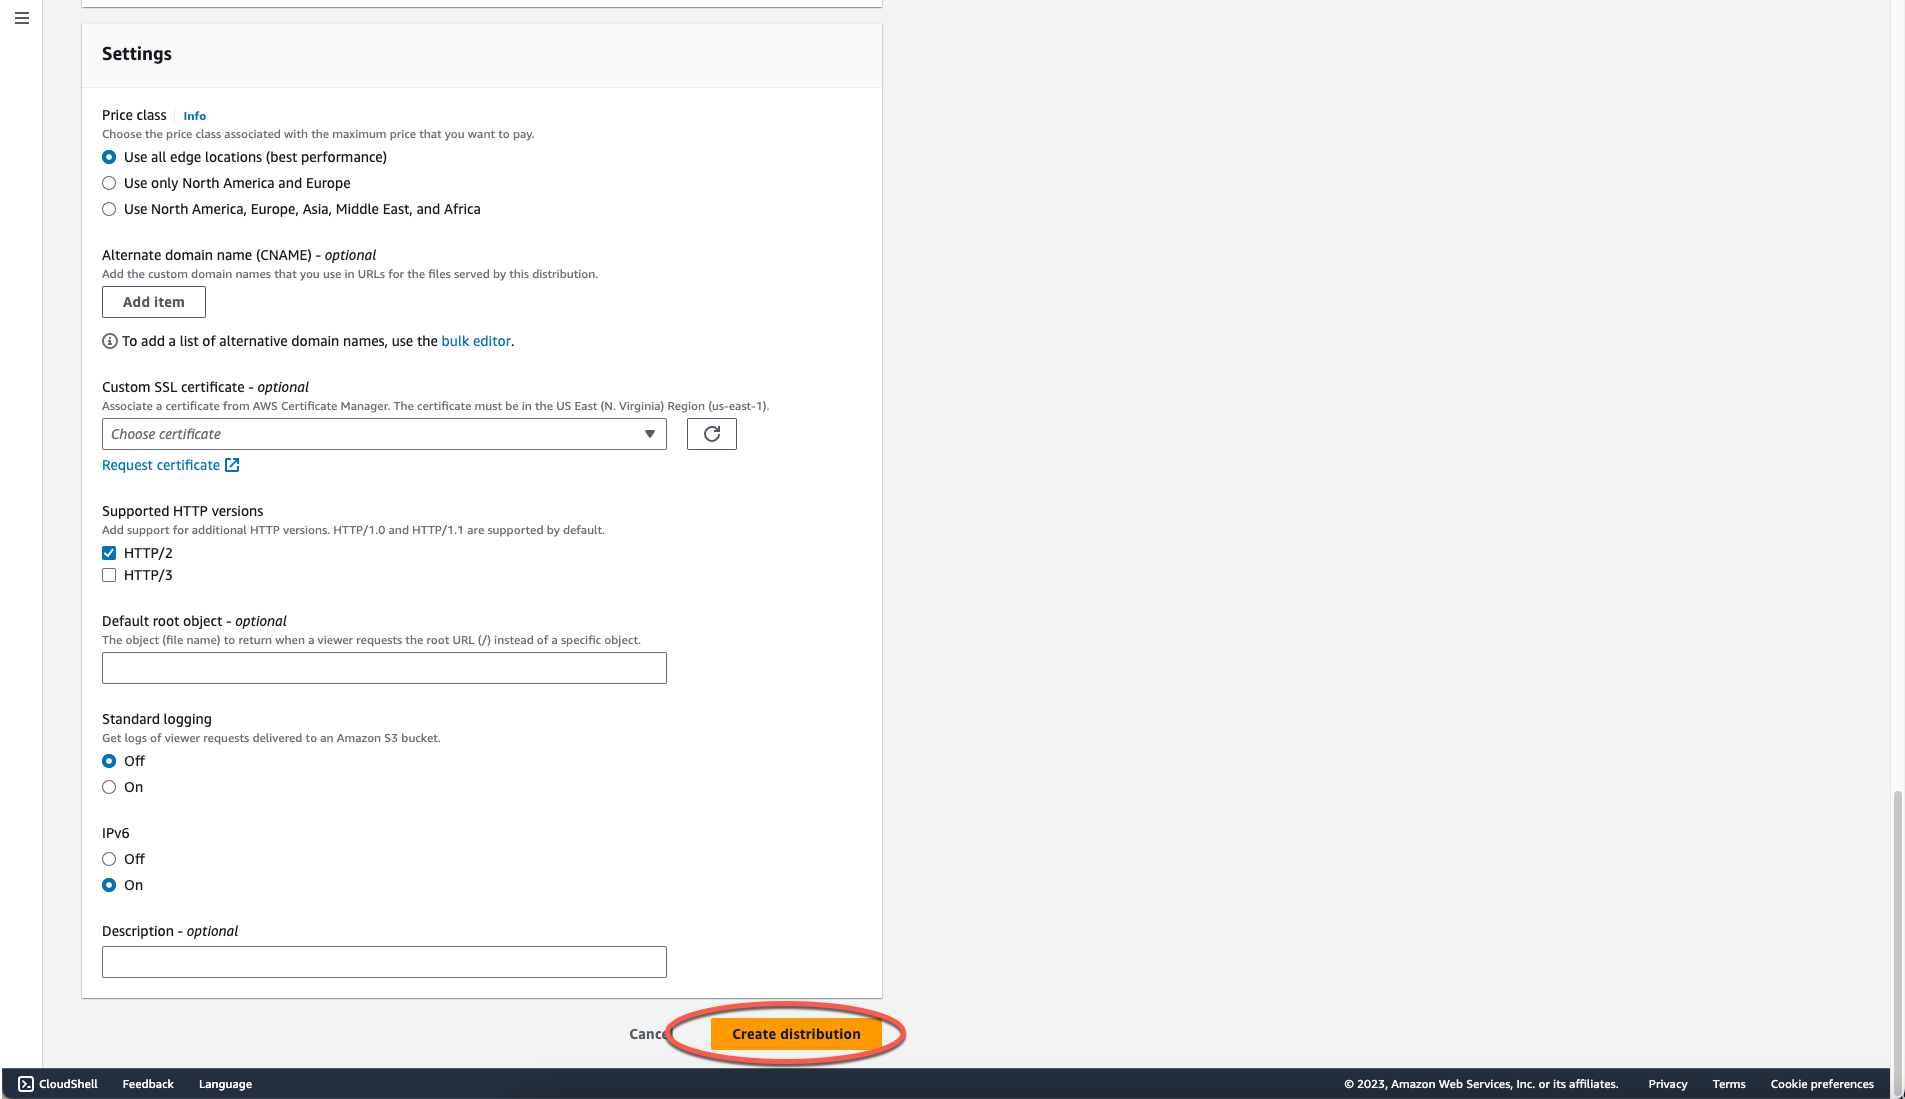 Settings
Price class Info
Choose the price class associated with the maximum price that you want to pay.
Use all edge locations (best performance)
Use only North America and Europe
Use North America, Europe, Asia, Middle East, and Africa
Alternate domain name (CNAME) - optional
Add the custom domain names that you use in URLs for the files served by this distribution.
Add item
To add a list of alternative domain names, use the bulk editor.
Custom SSL certificate - optional
Associate a certificate from AWS Certificate Manager. The certificate must be in the US East (N. Virginia) Region (us-east-1).
Choose certificate
Request certificate
Supported HTTP versions
Add support for additional HTTP versions. HTTP/1.0 and HTTP/1.1 are supported by default.
HTTP/2
HTTP/3
Default root object - optional
The object (file name) to return when a viewer requests the root URL (/) instead of a specific object.
Standard logging
Get logs of viewer requests delivered to an Amazon S3 bucket.
Off
On
IPv6
Off
On
Description - optional
Cancel Create distribution
CloudShell Feedback Language © 2023, Amazon Web Services, Inc. or its affiliates. Privacy Terms Cookie preferences